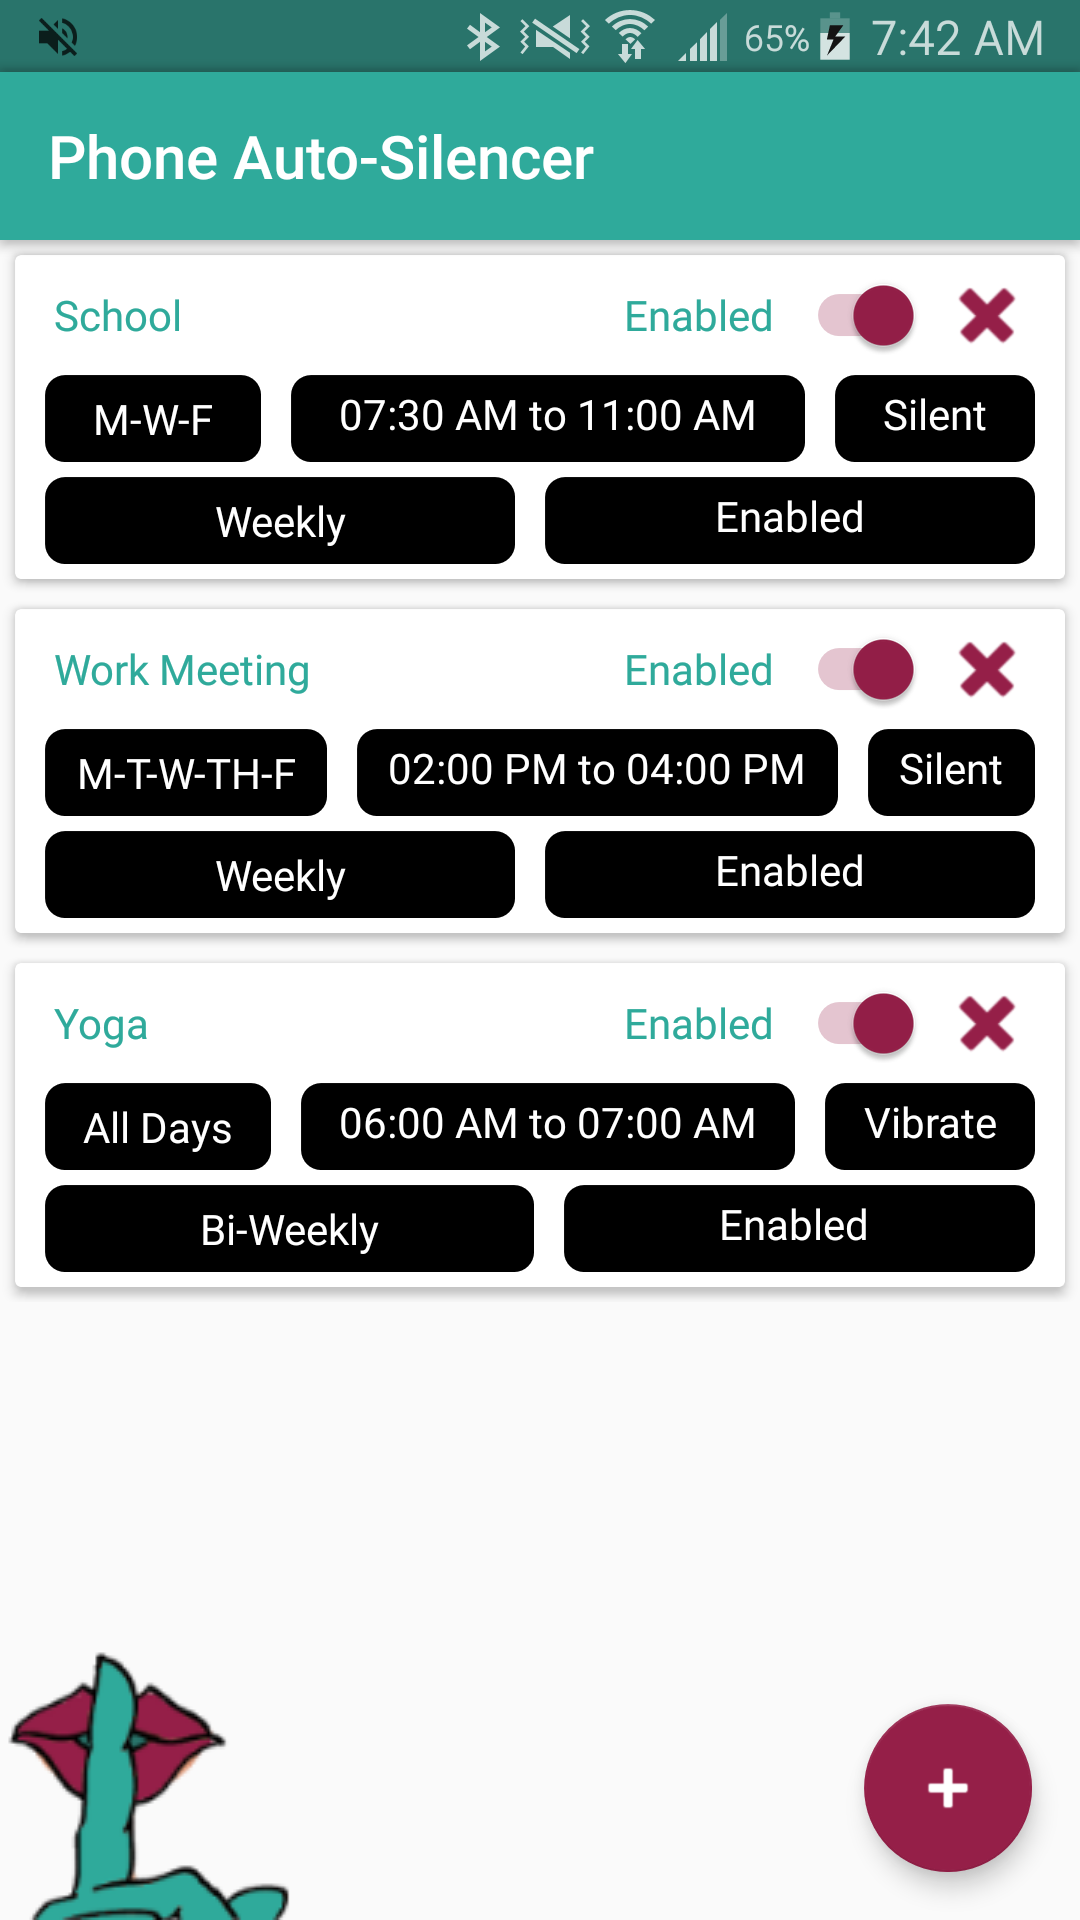 65% 7:42 AM
Phone Auto-Silencer
School Enabled
M-W-F 07:30 AM to 11:00 AM Silent
Weekly Enabled
Work Meeting Enabled
M-T-W-TH-F 02:00 PM to 04:00 PM Silent
Weekly Enabled
Yoga Enabled
All Days 06:00 AM to 07:00 AM Vibrate
Bi-Weekly Enabled